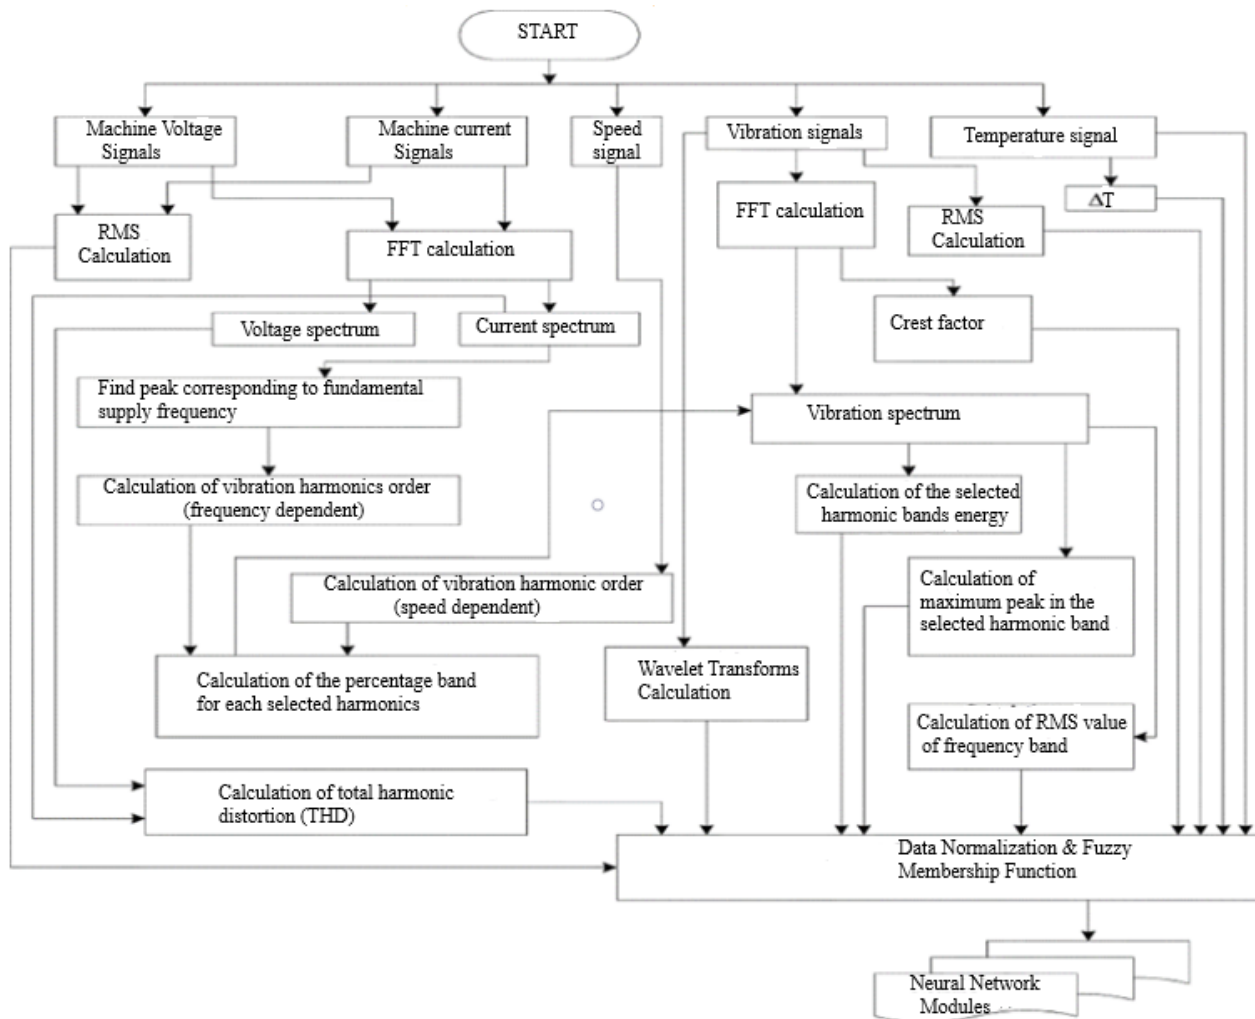 START
Machine Voltage
Signals
Machine current
Signals
Speed
signal
Vibration signals
Temperature signal
ΔT
RMS
Calculation
FFT calculation
FFT calculation
RMS
Calculation
Voltage spectrum
Current spectrum
Crest factor
Find peak corresponding to fundamental
supply frequency
Vibration spectrum
Calculation of vibration harmonics order
(frequency dependent)
Calculation of the selected
harmonic bands energy
Calculation of vibration harmonic order
(speed dependent)
Calculation of
maximum peak in the
selected harmonic band
Calculation of the percentage band
for each selected harmonics
Wavelet Transforms
Calculation
Calculation of RMS value
of frequency band
Calculation of total harmonic
distortion (THD)
Data Normalization & Fuzzy
Membership Function
Neural Network
Modules